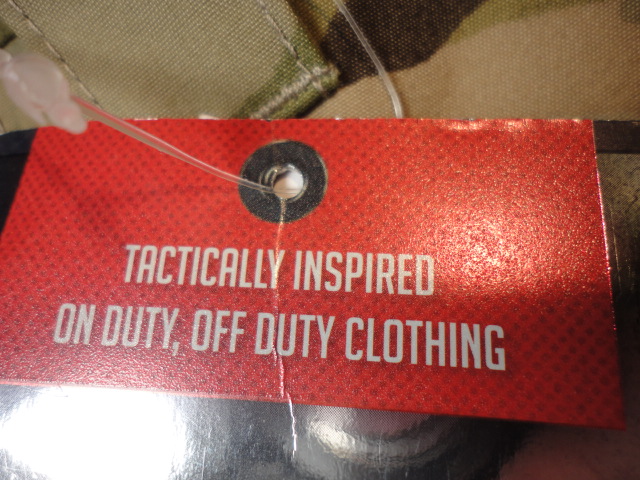 TACTICALLY INSPIRED
ON DUTY, OFF DUTY CLOTHING